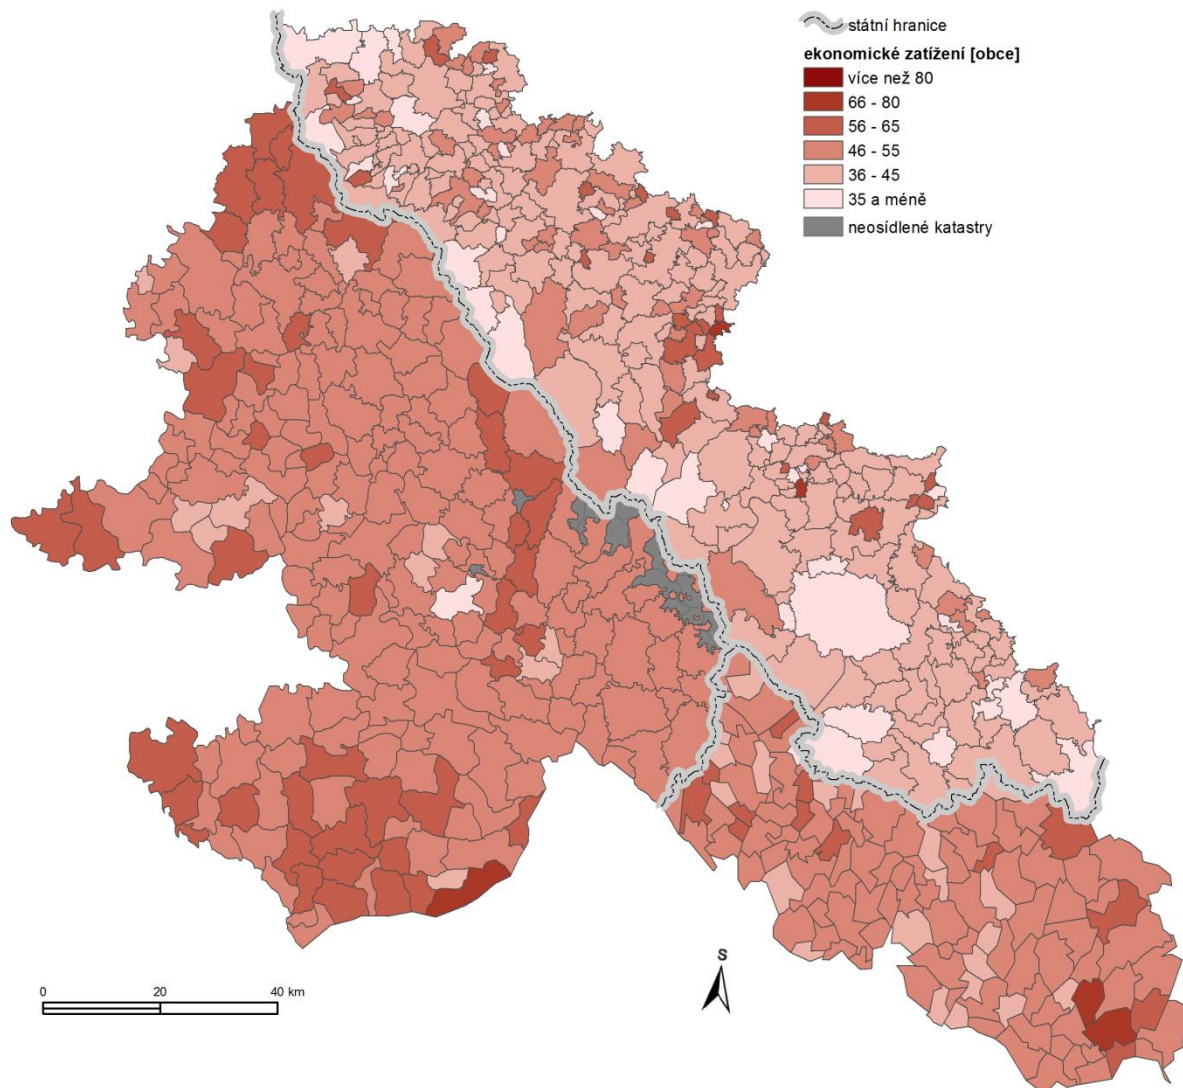 státní hranice
ekonomické zatížení [obce]
více než 80
66 - 80
56 - 65
46 - 55
36 - 45
35 a méně
neosídlené katastry
S
0 20 40 km